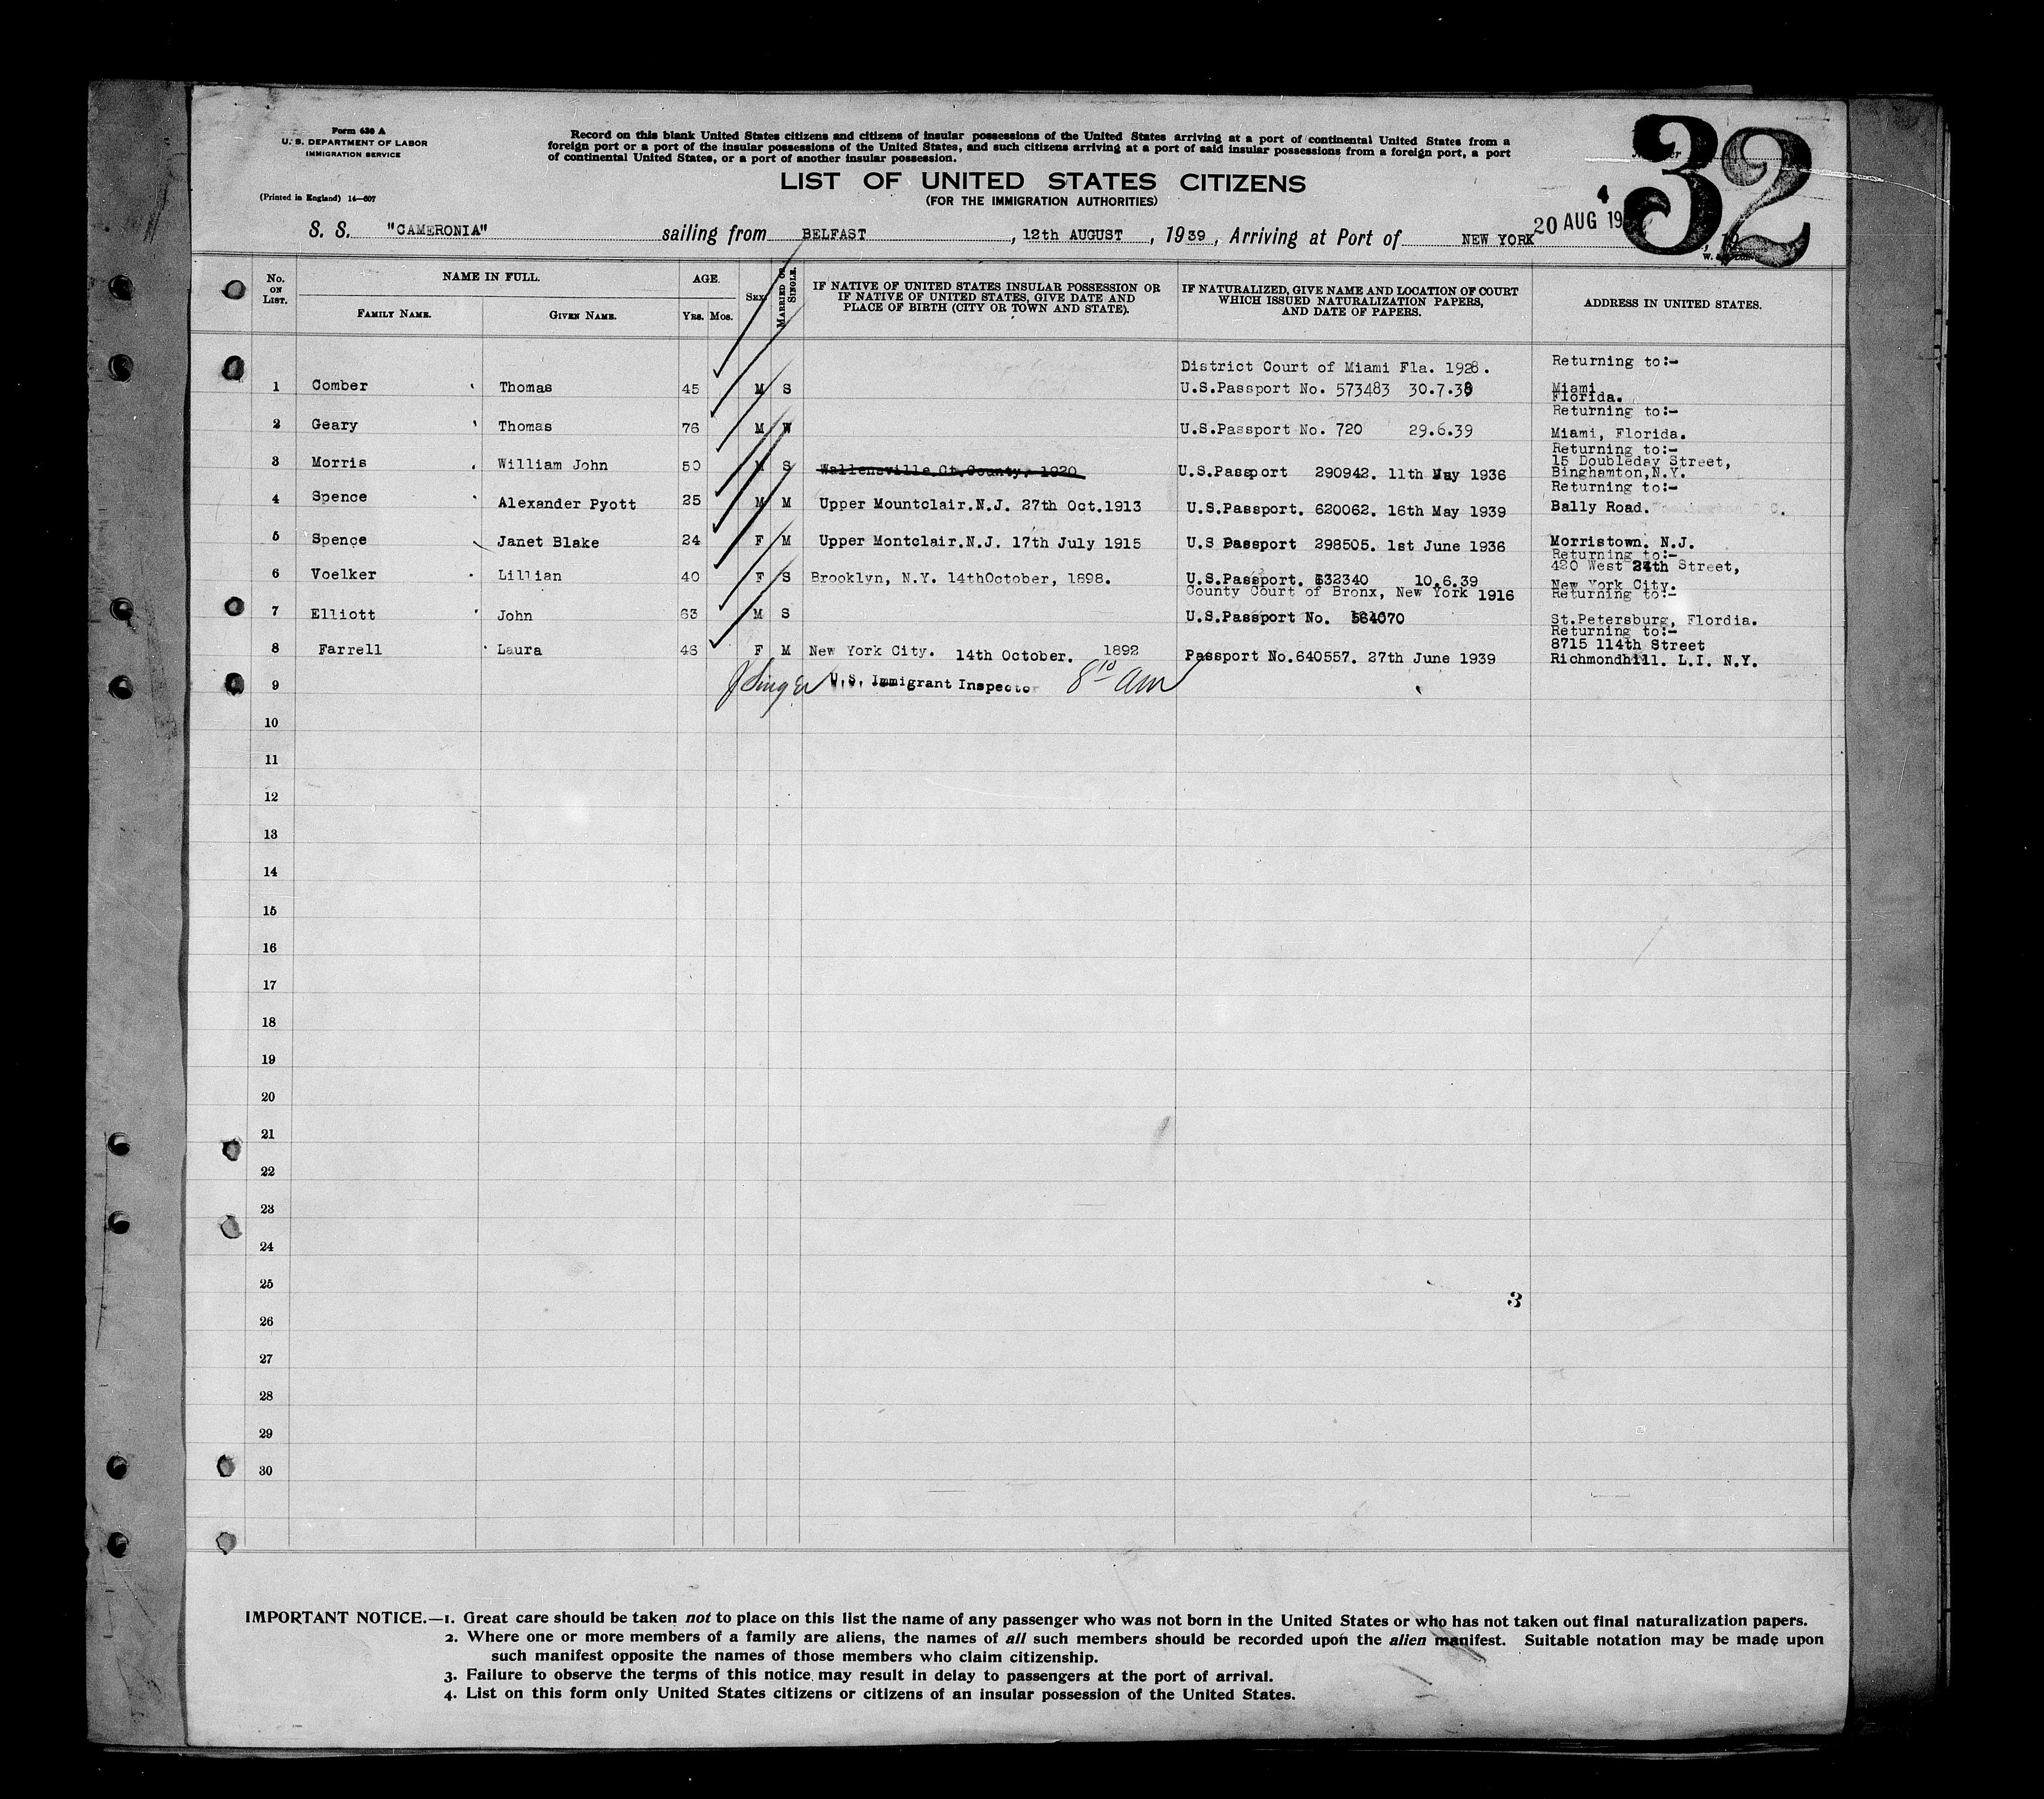 Form 630 A
U. S. DEPARTMENT OF LABOR
IMMIGRATION SERVICE
(Printed in England) 14—607
Record on this blank United States citizens and citizens of insular possessions of the United States arriving at a port of continental United States from a
foreign port or a port of the insular possessions of the United States, and such citizens arriving at a port of said insular possessions from a foreign port, a port
of continental United States, or a port of another insular possession.
LIST OF UNITED STATES CITIZENS
(FOR THE IMMIGRATION AUTHORITIES)
32
4
S. S. "CAMERONIA" sailing from BELFAST, 12th AUGUST, 1939, Arriving at Port of NEW YORK 20 AUG 19
No. ON LIST. NAME IN FULL. AGE. SEX. MARRIED OR SINGLE. IF NATIVE OF UNITED STATES INSULAR POSSESSION OR IF NATIVE OF UNITED STATES, GIVE DATE AND PLACE OF BIRTH (CITY OR TOWN AND STATE). IF NATURALIZED, GIVE NAME AND LOCATION OF COURT WHICH ISSUED NATURALIZATION PAPERS, AND DATE OF PAPERS. ADDRESS IN UNITED STATES.
FAMILY NAME. GIVEN NAME. YRS. MOS.
District Court of Miami Fla. 1928. Returning to:-
1 Comber Thomas 45 M S U.S.Passport No. 573483 30.7.38 Miami
Florida.
Returning to:-
2 Geary Thomas 76 M W U.S.Passport No. 720 29.6.39 Miami, Florida.
Returning to:-
15 Doubleday Street,
3 Morris William John 50 M S Wallensville Ct.County, 1920 U.S.Passport 290942. 11th May 1936 Binghamton,N.Y.
Returning to:-
4 Spence Alexander Pyott 25 M M Upper Mountclair.N.J. 27th Oct.1913 U.S.Passport. 620062. 16th May 1939 Bally Road.
5 Spence Janet Blake 24 F M Upper Montclair.N.J. 17th July 1915 U.S Passport 298505. 1st June 1936 Morristown. N.J.
Returning to:-
420 West 24th Street,
6 Voelker Lillian 40 F S Brooklyn, N.Y. 14thOctober, 1898. U.S.Passport. 632340 10.6.39 New York City.
County Court of Bronx, New York 1916 Returning to:-
7 Elliott John 63 M S U.S.Passport No. 564070 St.Petersburg, Flordia.
Returning to:-
8715 114th Street
8 Farrell Laura 46 F M New York City. 14th October. 1892 Passport No.640557. 27th June 1939 Richmondhill. L.I. N.Y.
9 U.S. Immigrant Inspector 8 10 am
10
11
12
13
14
15
16
17
18
19
20
21
22
23
24
25
3
26
27
28
29
30
IMPORTANT NOTICE.—1. Great care should be taken not to place on this list the name of any passenger who was not born in the United States or who has not taken out final naturalization papers.
2. Where one or more members of a family are aliens, the names of all such members should be recorded upon the alien manifest. Suitable notation may be made upon
such manifest opposite the names of those members who claim citizenship.
3. Failure to observe the terms of this notice may result in delay to passengers at the port of arrival.
4. List on this form only United States citizens or citizens of an insular possession of the United States.